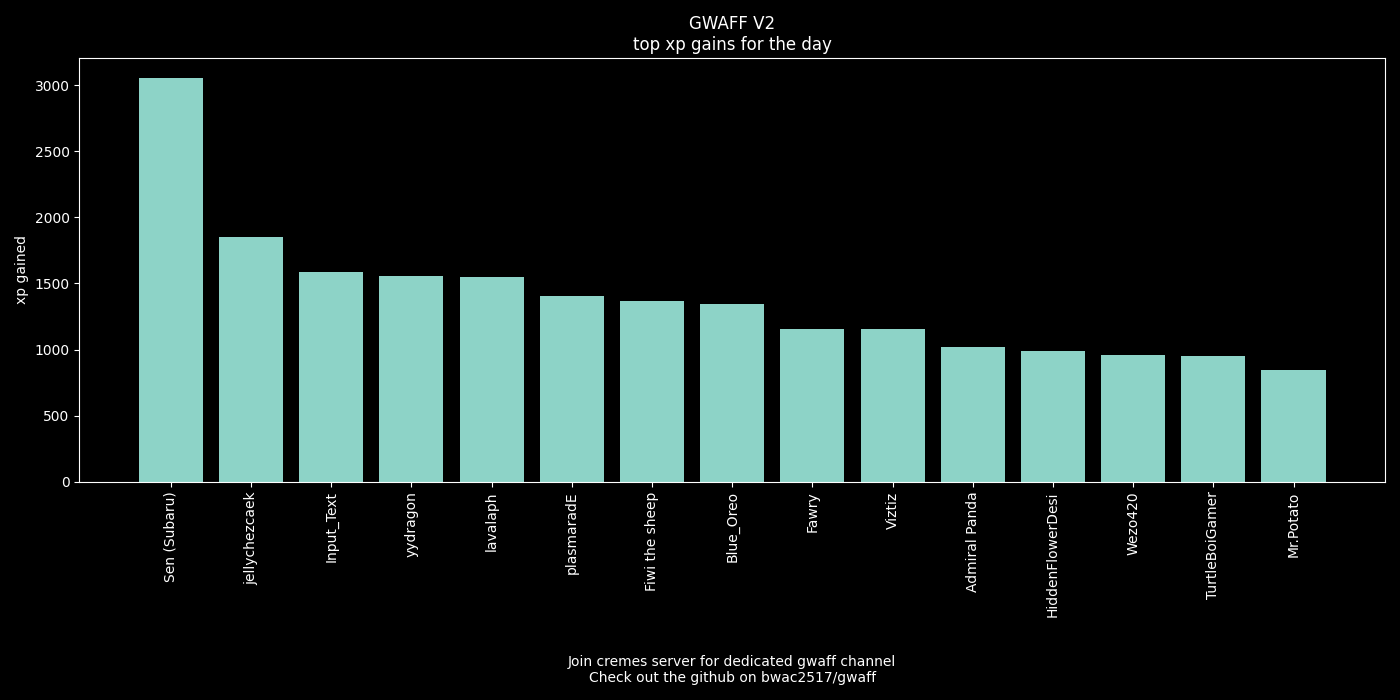 GWAFF V2
top xp gains for the day
3000
2500
2000
1500
1000
500
0
xp gained
Sen (Subaru)
jellychezcaek
Input_Text
yydragon
lavalaph
plasmaradE
Fiwi the sheep
Blue_Oreo
Fawry
Viztiz
Admiral Panda
HiddenFlowerDesi
Wezo420
TurtleBoiGamer
Mr.Potato
Join cremes server for dedicated gwaff channel
Check out the github on bwac2517/gwaff